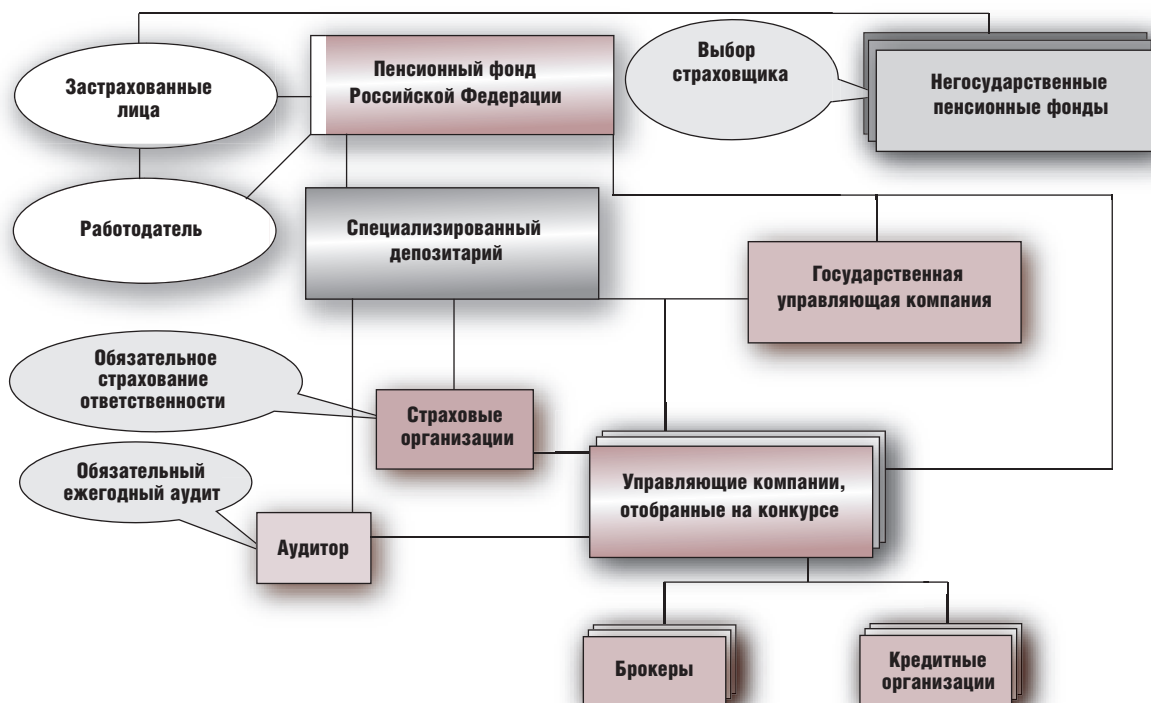 Застрахованные
лица
Пенсионный фонд
Российской Федерации
Выбор
страховщика
Негосударственные
пенсионные фонды
Работодатель
Специализированный
депозитарий
Государственная
управляющая компания
Обязательное
страхование
ответственности
Страховые
организации
Обязательный
ежегодный аудит
Управляющие компании,
отобранные на конкурсе
Аудитор
Брокеры
Кредитные
организации